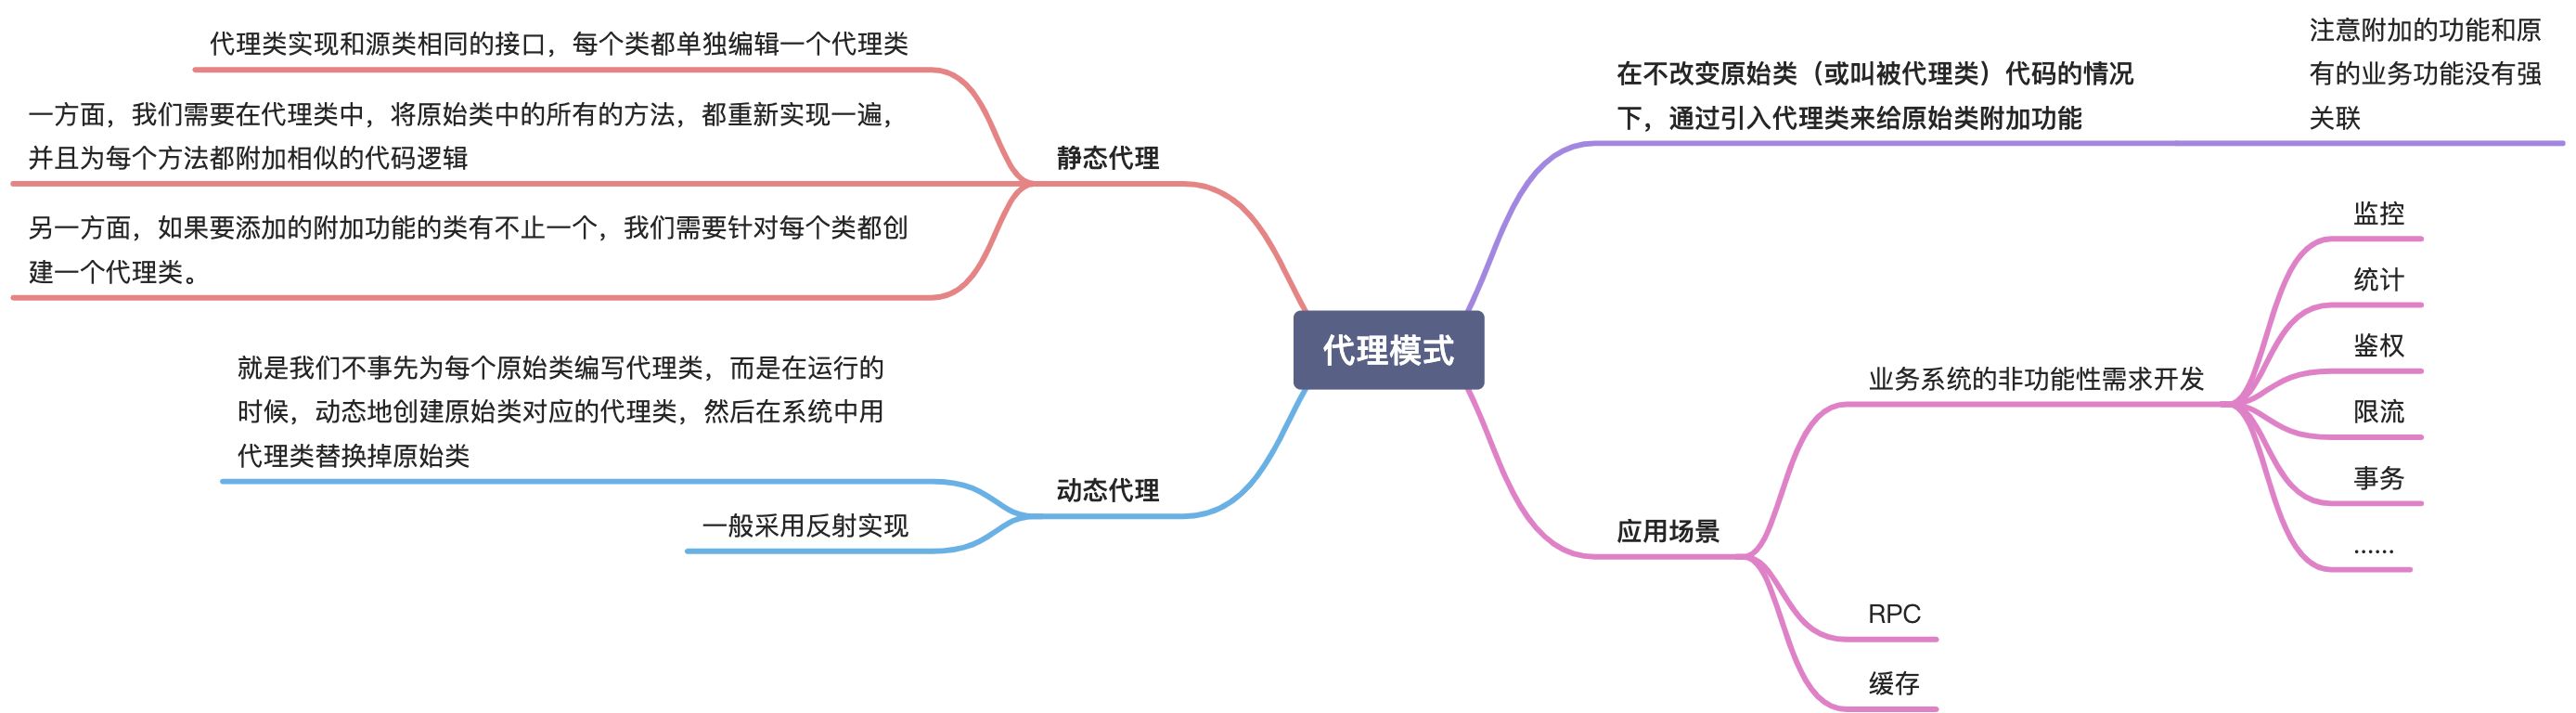 代理模式
在不改变原始类（或叫被代理类）代码的情况
下，通过引入代理类来给原始类附加功能
注意附加的功能和原
有的业务功能没有强
关联
应用场景
业务系统的非功能性需求开发
监控
统计
鉴权
限流
事务
......
RPC
缓存
静态代理
代理类实现和源类相同的接口，每个类都单独编辑一个代理类
一方面，我们需要在代理类中，将原始类中的所有的方法，都重新实现一遍，
并且为每个方法都附加相似的代码逻辑
另一方面，如果要添加的附加功能的类有不止一个，我们需要针对每个类都创
建一个代理类。
动态代理
就是我们不事先为每个原始类编写代理类，而是在运行的
时候，动态地创建原始类对应的代理类，然后在系统中用
代理类替换掉原始类
一般采用反射实现